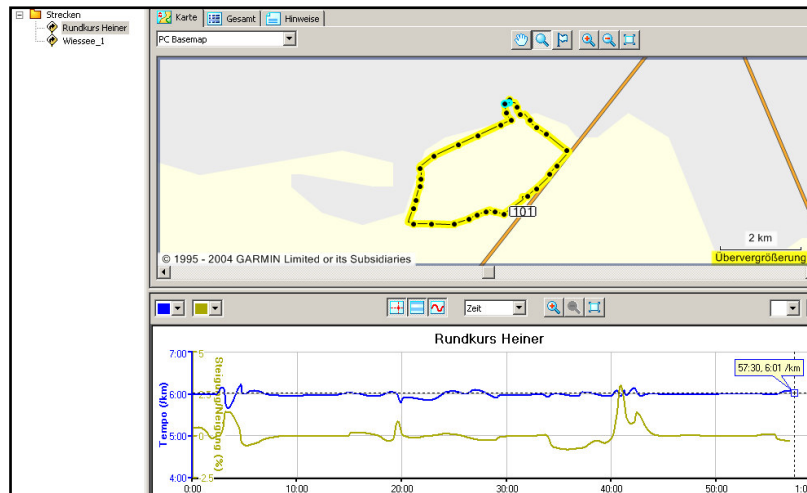 Strecken
Rundkurs Heiner
Wiessee_1
Karte
Gesamt
Hinweise
PC Basemap
101
2 km
© 1995 - 2004 GARMIN Limited or its Subsidiaries
Übervergrößerung
Zeit
Rundkurs Heiner
7:00
6:00
5:00
4:00
Tempo (/km)
5
2.5
0
-2.5
Steigung/Neigung (%)
57:30, 6:01 /km
0:00
10:00
20:00
30:00
40:00
50:00